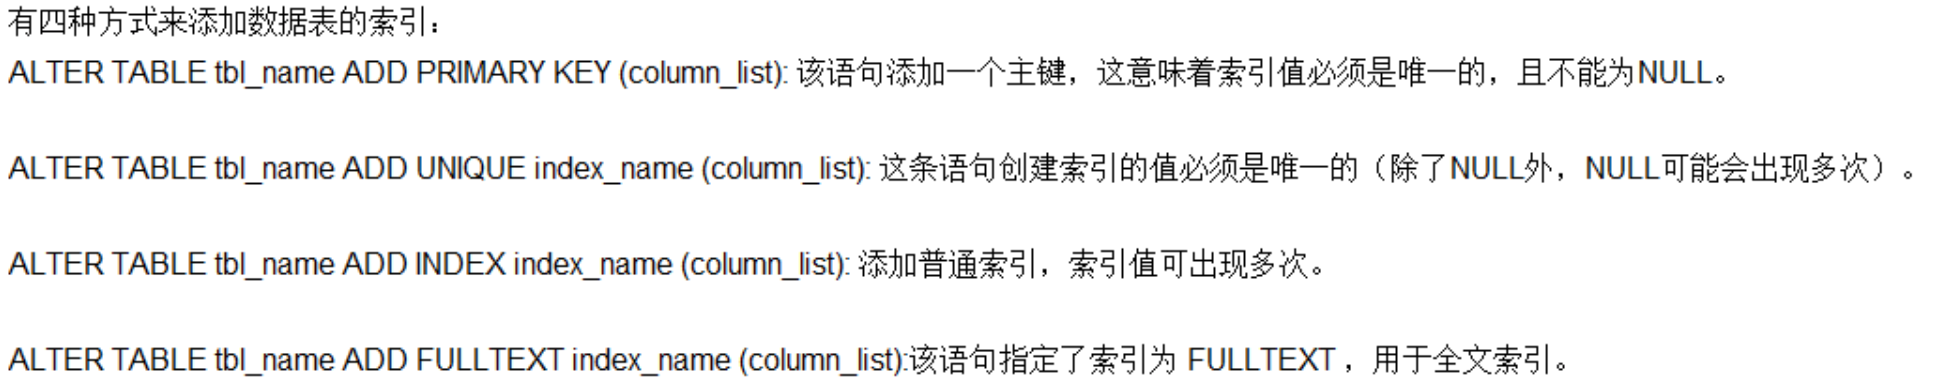 有四种方式来添加数据表的索引：
ALTER TABLE tbl_name ADD PRIMARY KEY (column_list): 该语句添加一个主键，这意味着索引值必须是唯一的，且不能为NULL。
ALTER TABLE tbl_name ADD UNIQUE index_name (column_list): 这条语句创建索引的值必须是唯一的（除了NULL外，NULL可能会出现多次）。
ALTER TABLE tbl_name ADD INDEX index_name (column_list): 添加普通索引，索引值可出现多次。
ALTER TABLE tbl_name ADD FULLTEXT index_name (column_list):该语句指定了索引为 FULLTEXT ，用于全文索引。